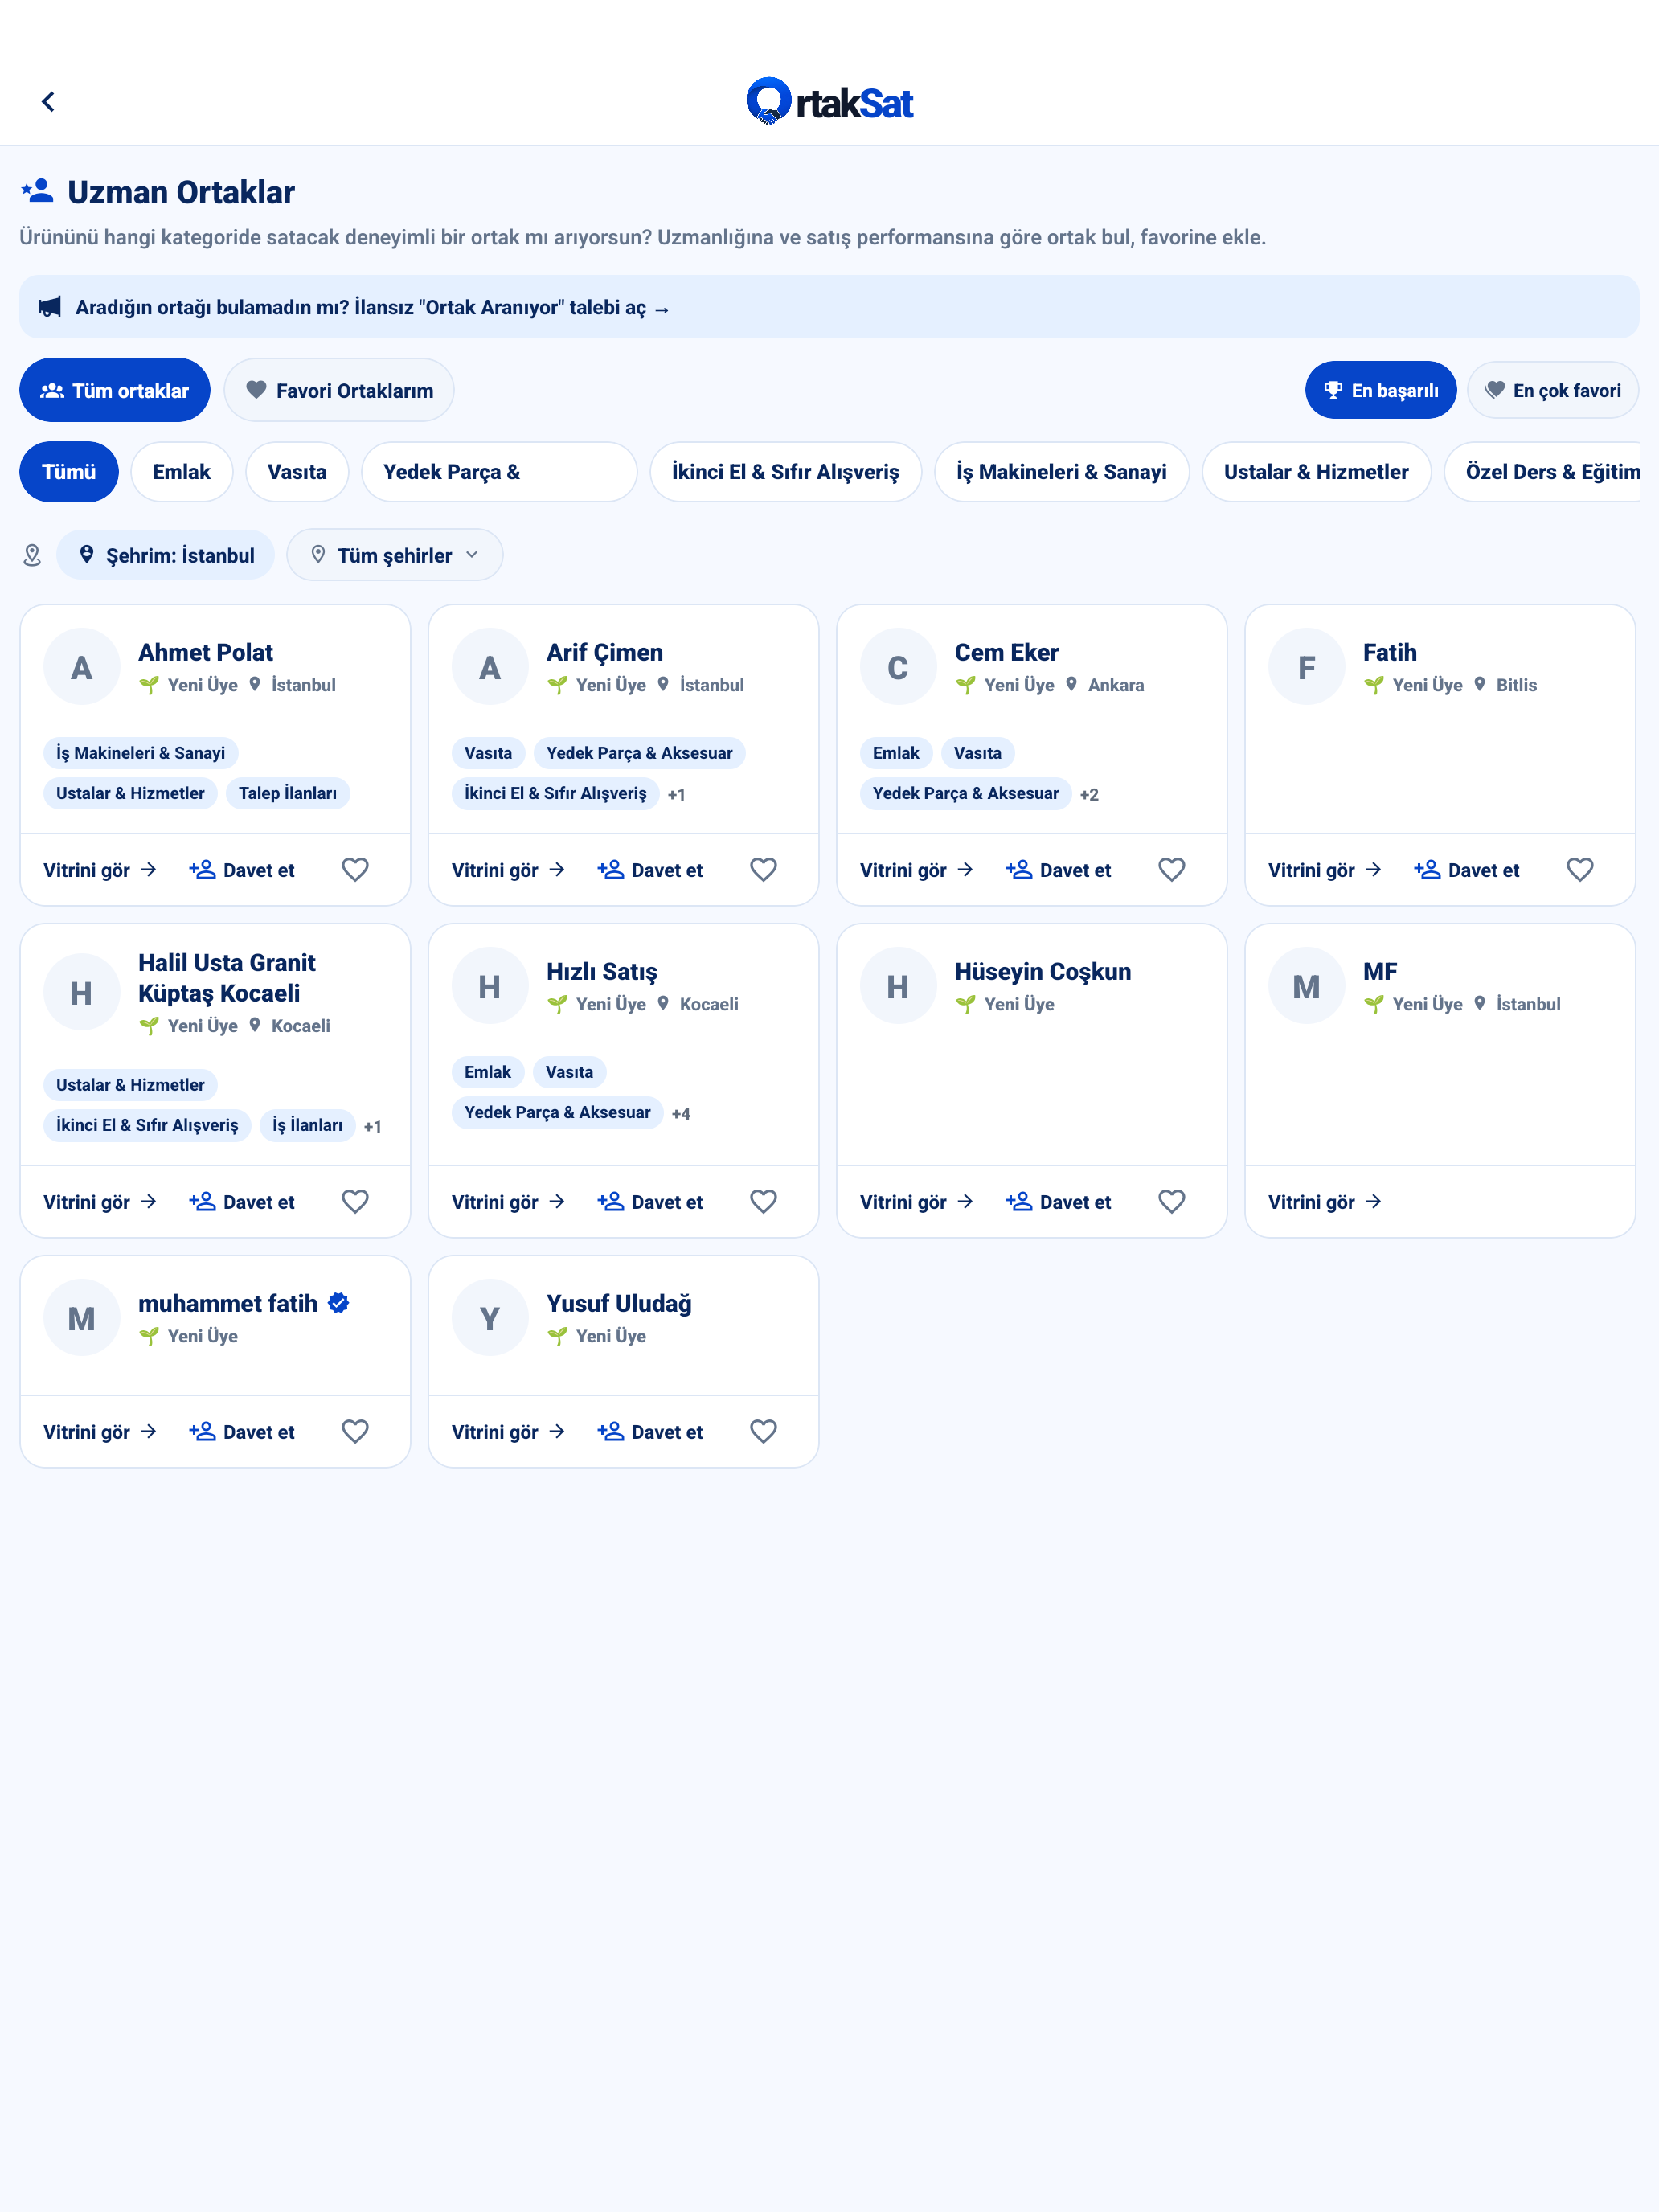 OrtakSat
Uzman Ortaklar
Ürününü hangi kategoride satacak deneyimli bir ortak mı arıyorsun? Uzmanlığına ve satış performansına göre ortak bul, favorine ekle.
Aradığın ortağı bulamadın mı? İlansız "Ortak Aranıyor" talebi aç →
Tüm ortaklar Favori Ortaklarım En başarılı En çok favori
Tümü Emlak Vasıta Yedek Parça & İkinci El & Sıfır Alışveriş İş Makineleri & Sanayi Ustalar & Hizmetler Özel Ders & Eğitim
Şehrim: İstanbul Tüm şehirler
A
Ahmet Polat
Yeni Üye İstanbul
İş Makineleri & Sanayi
Ustalar & Hizmetler Talep İlanları
Vitrini gör → Davet et
A
Arif Çimen
Yeni Üye İstanbul
Vasıta Yedek Parça & Aksesuar
İkinci El & Sıfır Alışveriş +1
Vitrini gör → Davet et
C
Cem Eker
Yeni Üye Ankara
Emlak Vasıta
Yedek Parça & Aksesuar +2
Vitrini gör → Davet et
F
Fatih
Yeni Üye Bitlis
Vitrini gör → Davet et
H
Halil Usta Granit
Küptaş Kocaeli
Yeni Üye Kocaeli
Ustalar & Hizmetler
İkinci El & Sıfır Alışveriş İş İlanları +1
Vitrini gör → Davet et
H
Hızlı Satış
Yeni Üye Kocaeli
Emlak Vasıta
Yedek Parça & Aksesuar +4
Vitrini gör → Davet et
H
Hüseyin Coşkun
Yeni Üye
Vitrini gör → Davet et
M
MF
Yeni Üye İstanbul
Vitrini gör →
M
muhammet fatih
Yeni Üye
Vitrini gör → Davet et
Y
Yusuf Uludağ
Yeni Üye
Vitrini gör → Davet et